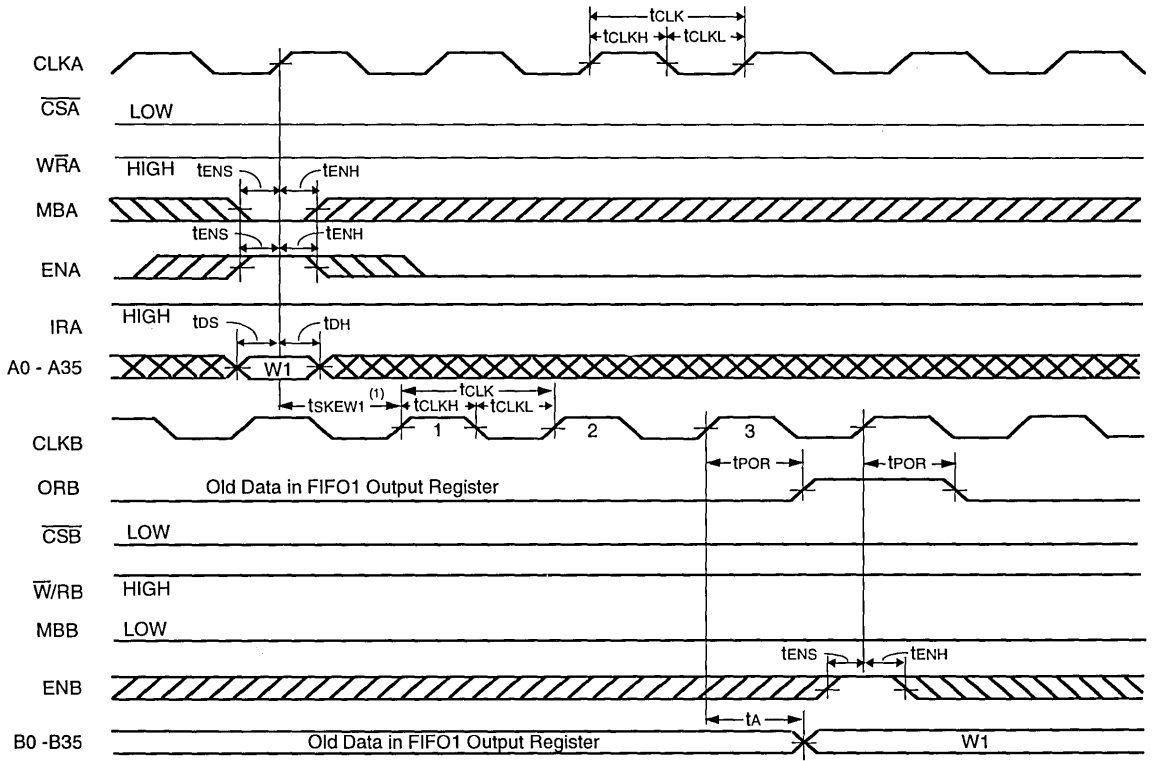 tCLK
tCLKH tCLKL
CLKA
CSA LOW
WRA HIGH tENS tENH
MBA
tENS tENH
ENA
IRA HIGH
tDS tDH
A0 - A35 W1
tSKEW1 (1) tCLK
tCLKH tCLKL
CLKB 1 2 3
tPOR tPOR
ORB Old Data in FIFO1 Output Register
CSB LOW
W/RB HIGH
MBB LOW
tENS tENH
ENB
tA
B0 -B35 Old Data in FIFO1 Output Register W1